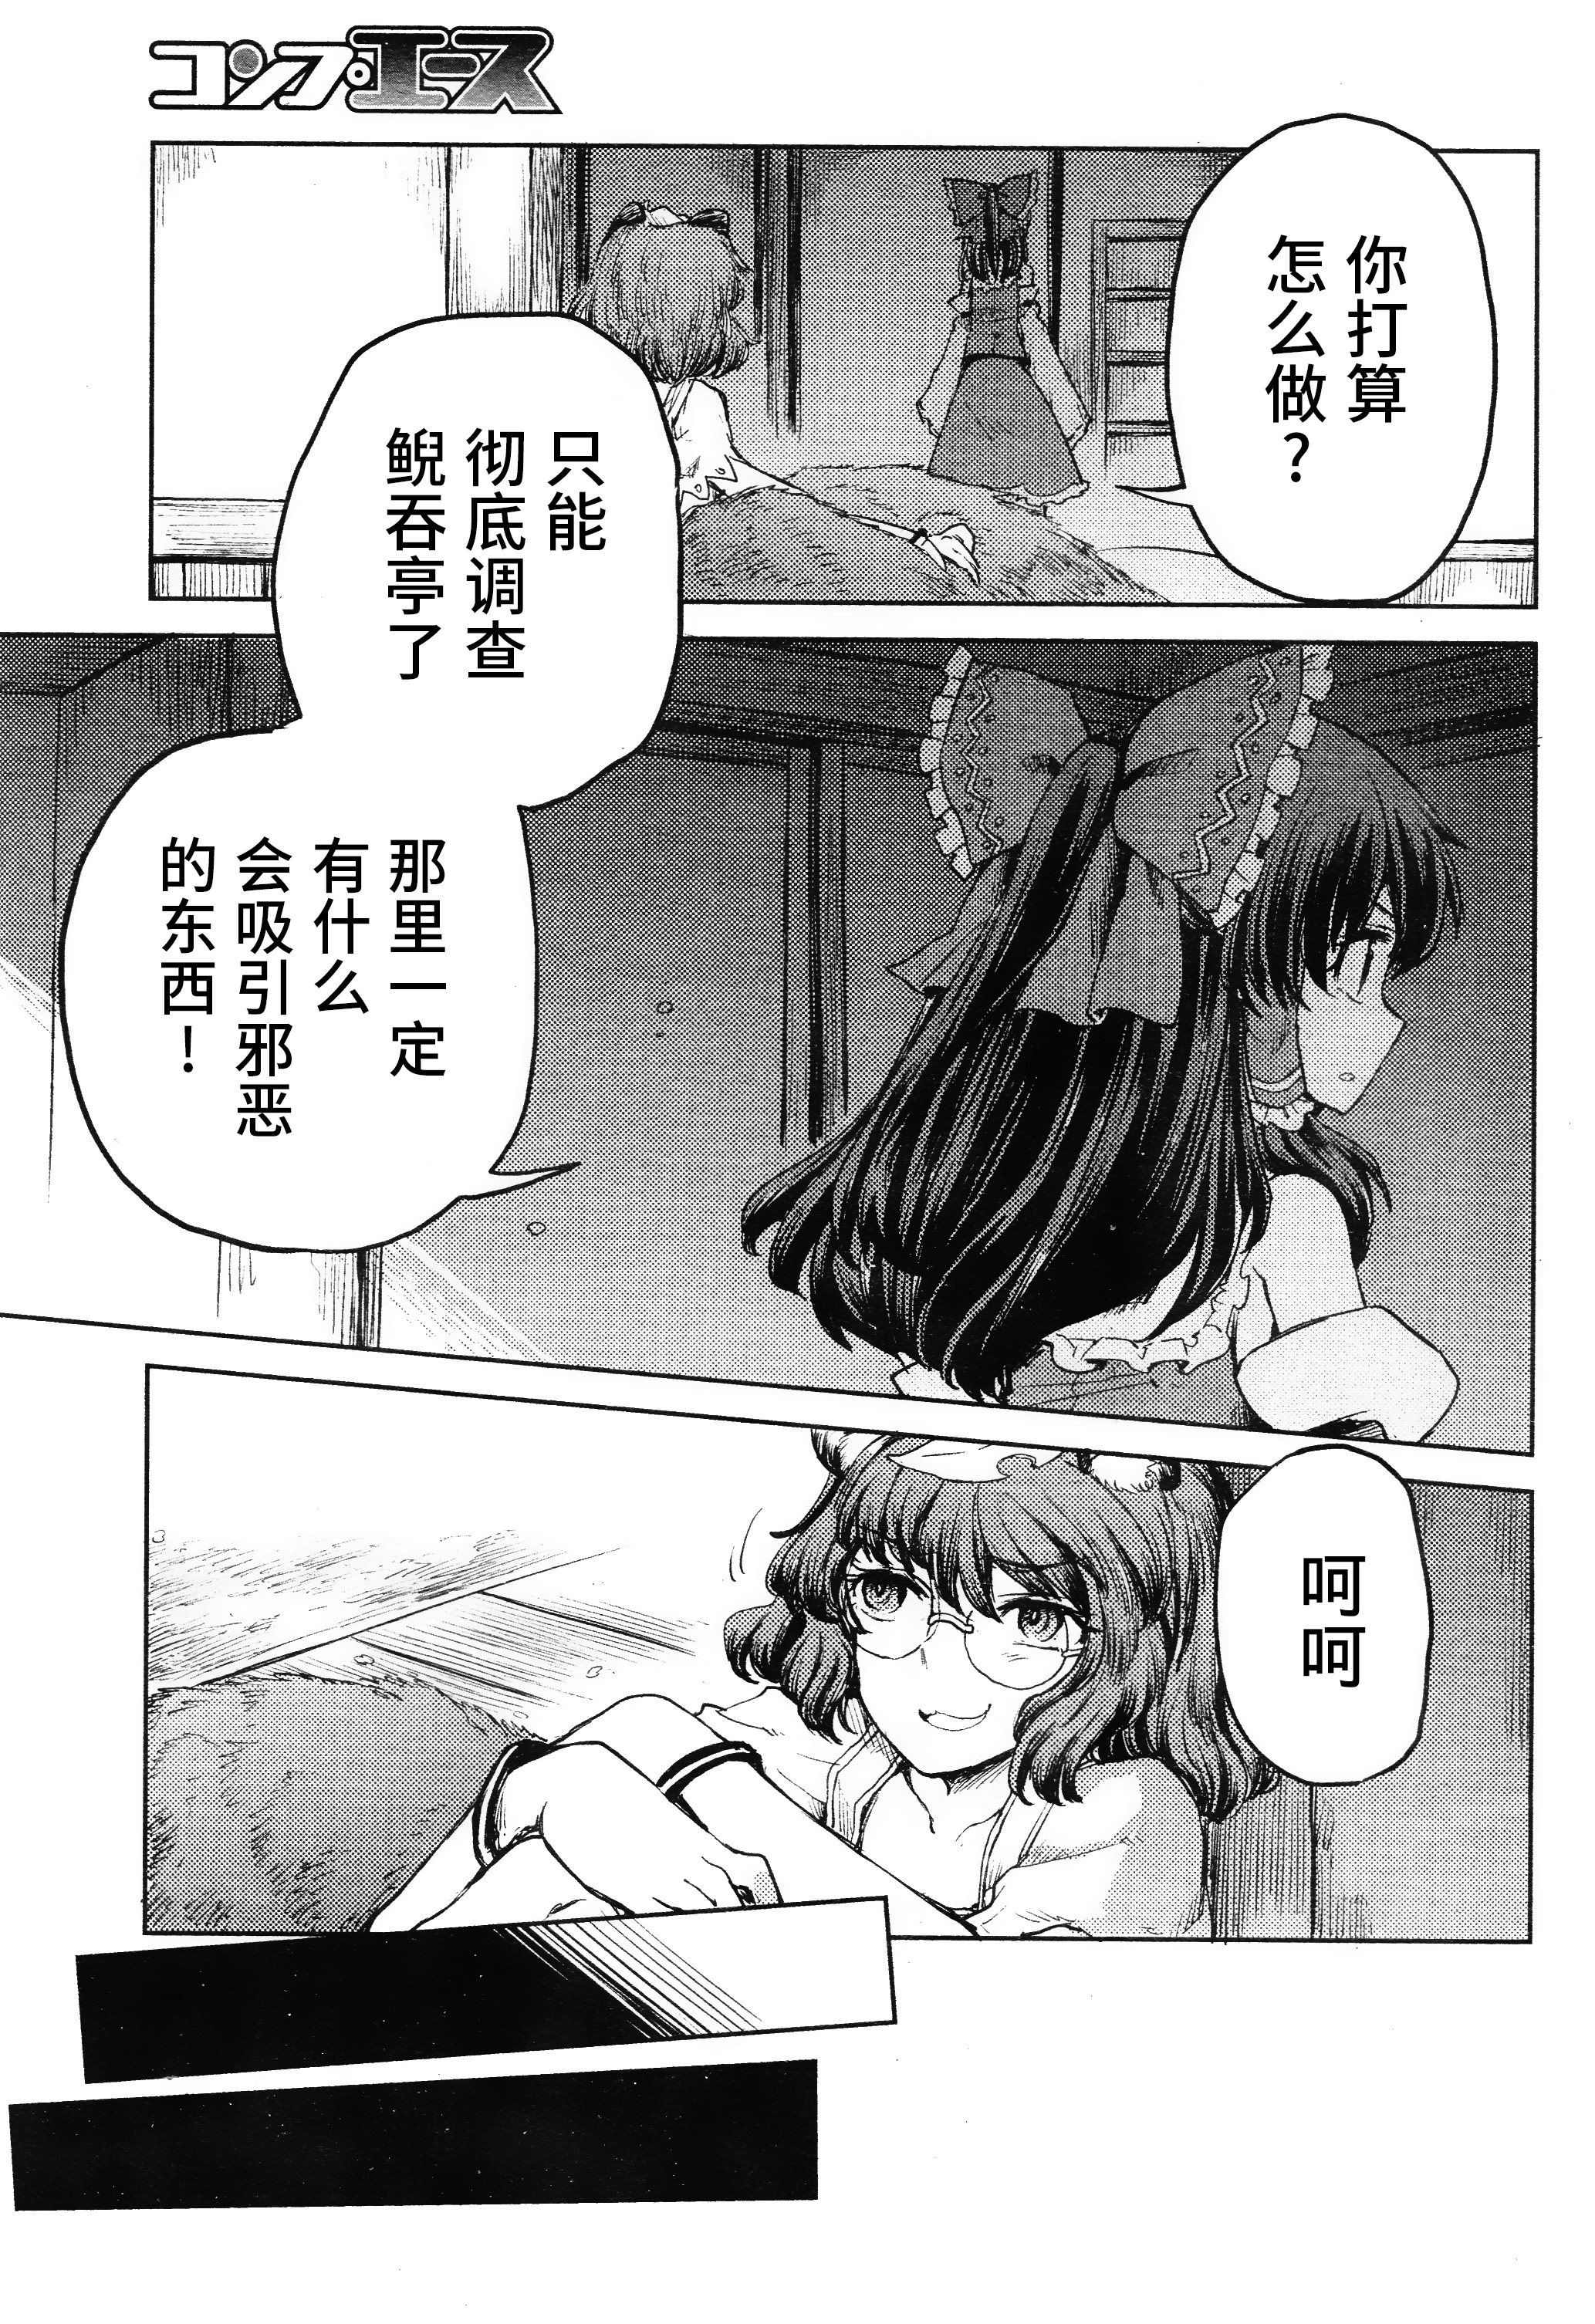 コンプ・エース
你打算
怎么做？
只能
彻底调查
鲵吞亭了
那里一定
有什么
会吸引邪恶
的东西！
呵呵